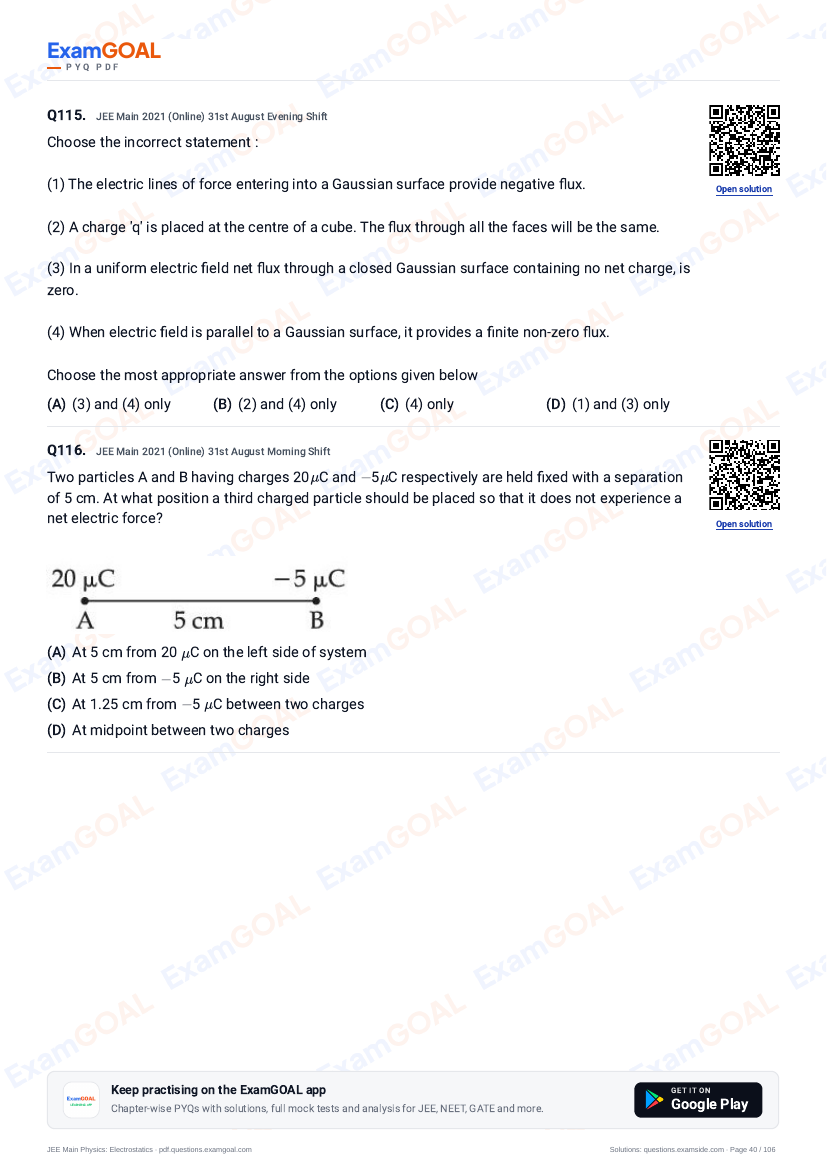 ExamGOAL
PYQ PDF
Q115. JEE Main 2021 (Online) 31st August Evening Shift
Choose the incorrect statement :
Open solution
(1) The electric lines of force entering into a Gaussian surface provide negative flux.
(2) A charge 'q' is placed at the centre of a cube. The flux through all the faces will be the same.
(3) In a uniform electric field net flux through a closed Gaussian surface containing no net charge, is
zero.
(4) When electric field is parallel to a Gaussian surface, it provides a finite non-zero flux.
Choose the most appropriate answer from the options given below
(A) (3) and (4) only (B) (2) and (4) only (C) (4) only (D) (1) and (3) only
Q116. JEE Main 2021 (Online) 31st August Morning Shift
Two particles A and B having charges 20μC and −5μC respectively are held fixed with a separation
of 5 cm. At what position a third charged particle should be placed so that it does not experience a
net electric force?
Open solution
20 μC −5 μC
A 5 cm B
(A) At 5 cm from 20 μC on the left side of system
(B) At 5 cm from −5 μC on the right side
(C) At 1.25 cm from −5 μC between two charges
(D) At midpoint between two charges
ExamGOAL
Keep practising on the ExamGOAL app
Chapter-wise PYQs with solutions, full mock tests and analysis for JEE, NEET, GATE and more.
GET IT ON
Google Play
JEE Main Physics: Electrostatics · pdf.questions.examgoal.com
Solutions: questions.examside.com · Page 40 / 106